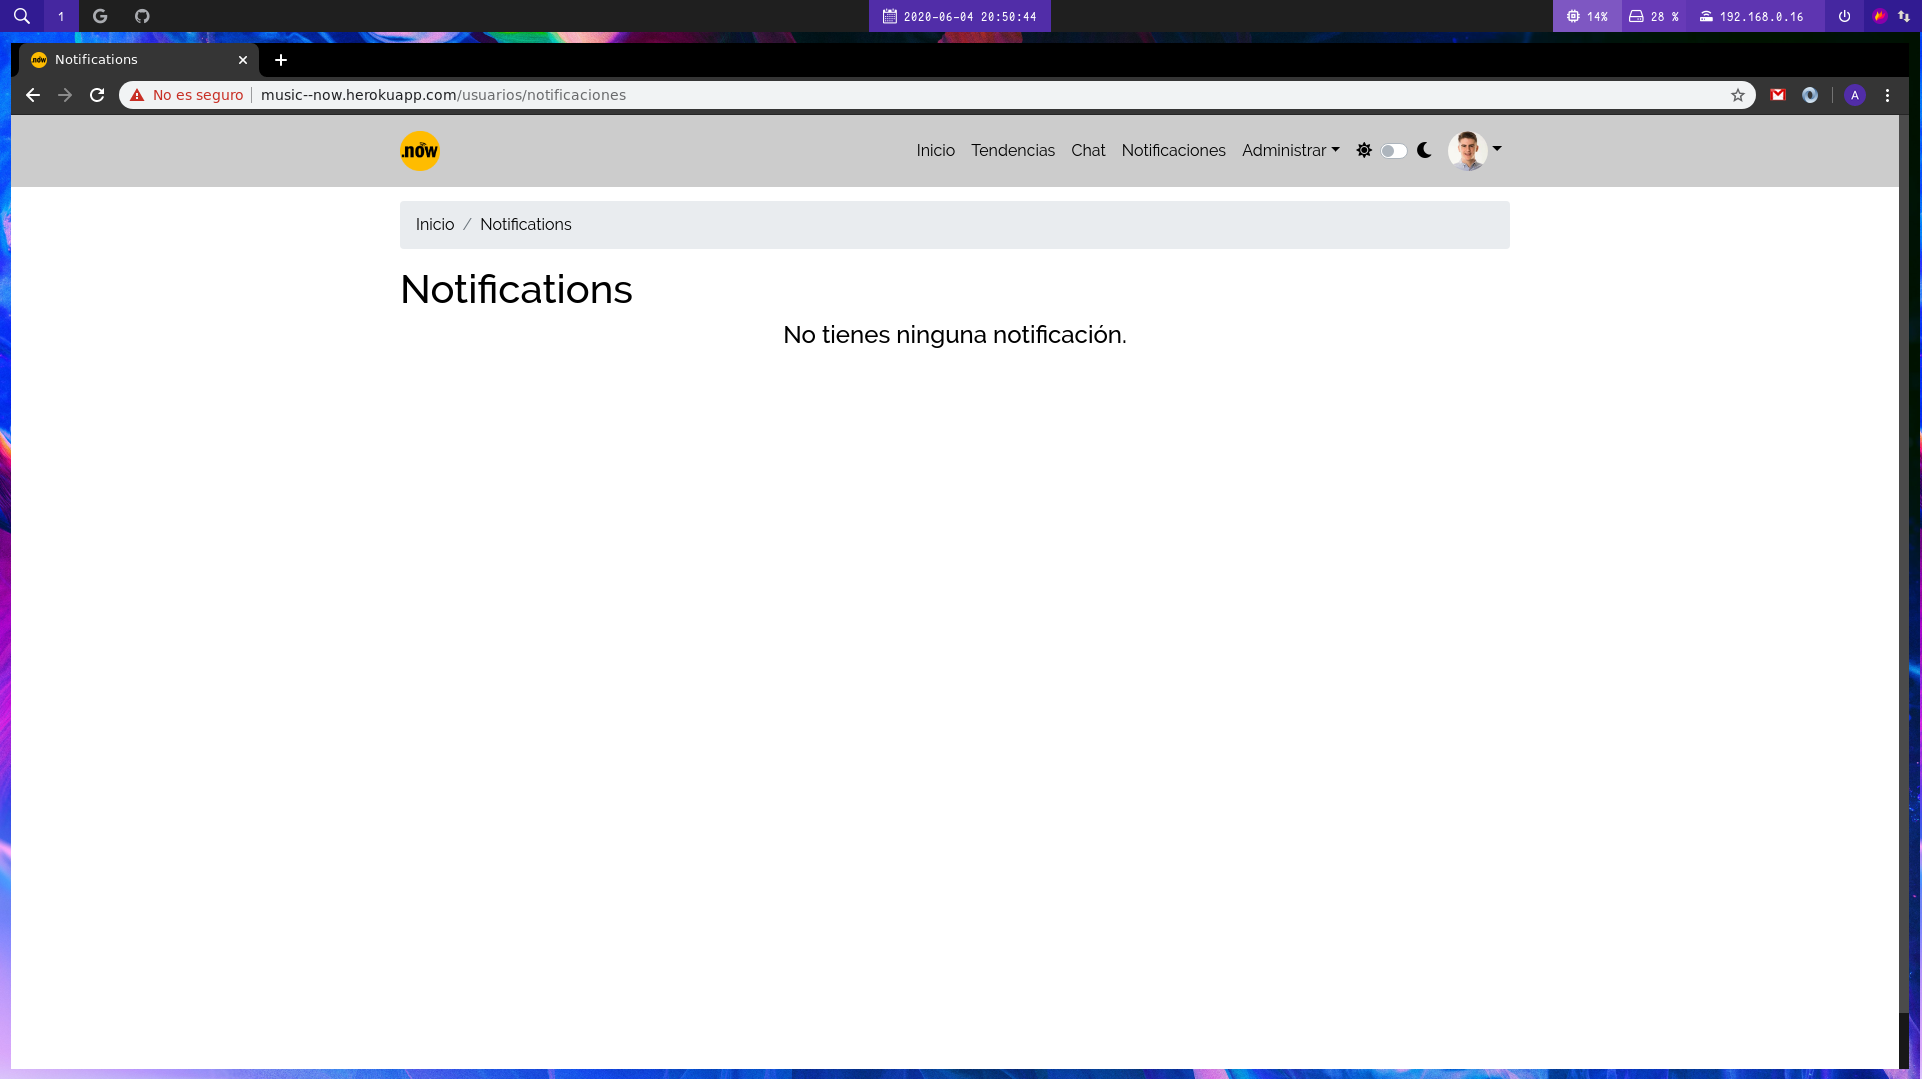 1
2020-06-04 20:50:44
14%
28 %
192.168.0.16
.now
Notifications
No es seguro
music--now.herokuapp.com/usuarios/notificaciones
A
.now
Inicio
Tendencias
Chat
Notificaciones
Administrar
Inicio / Notifications
Notifications
No tienes ninguna notificación.